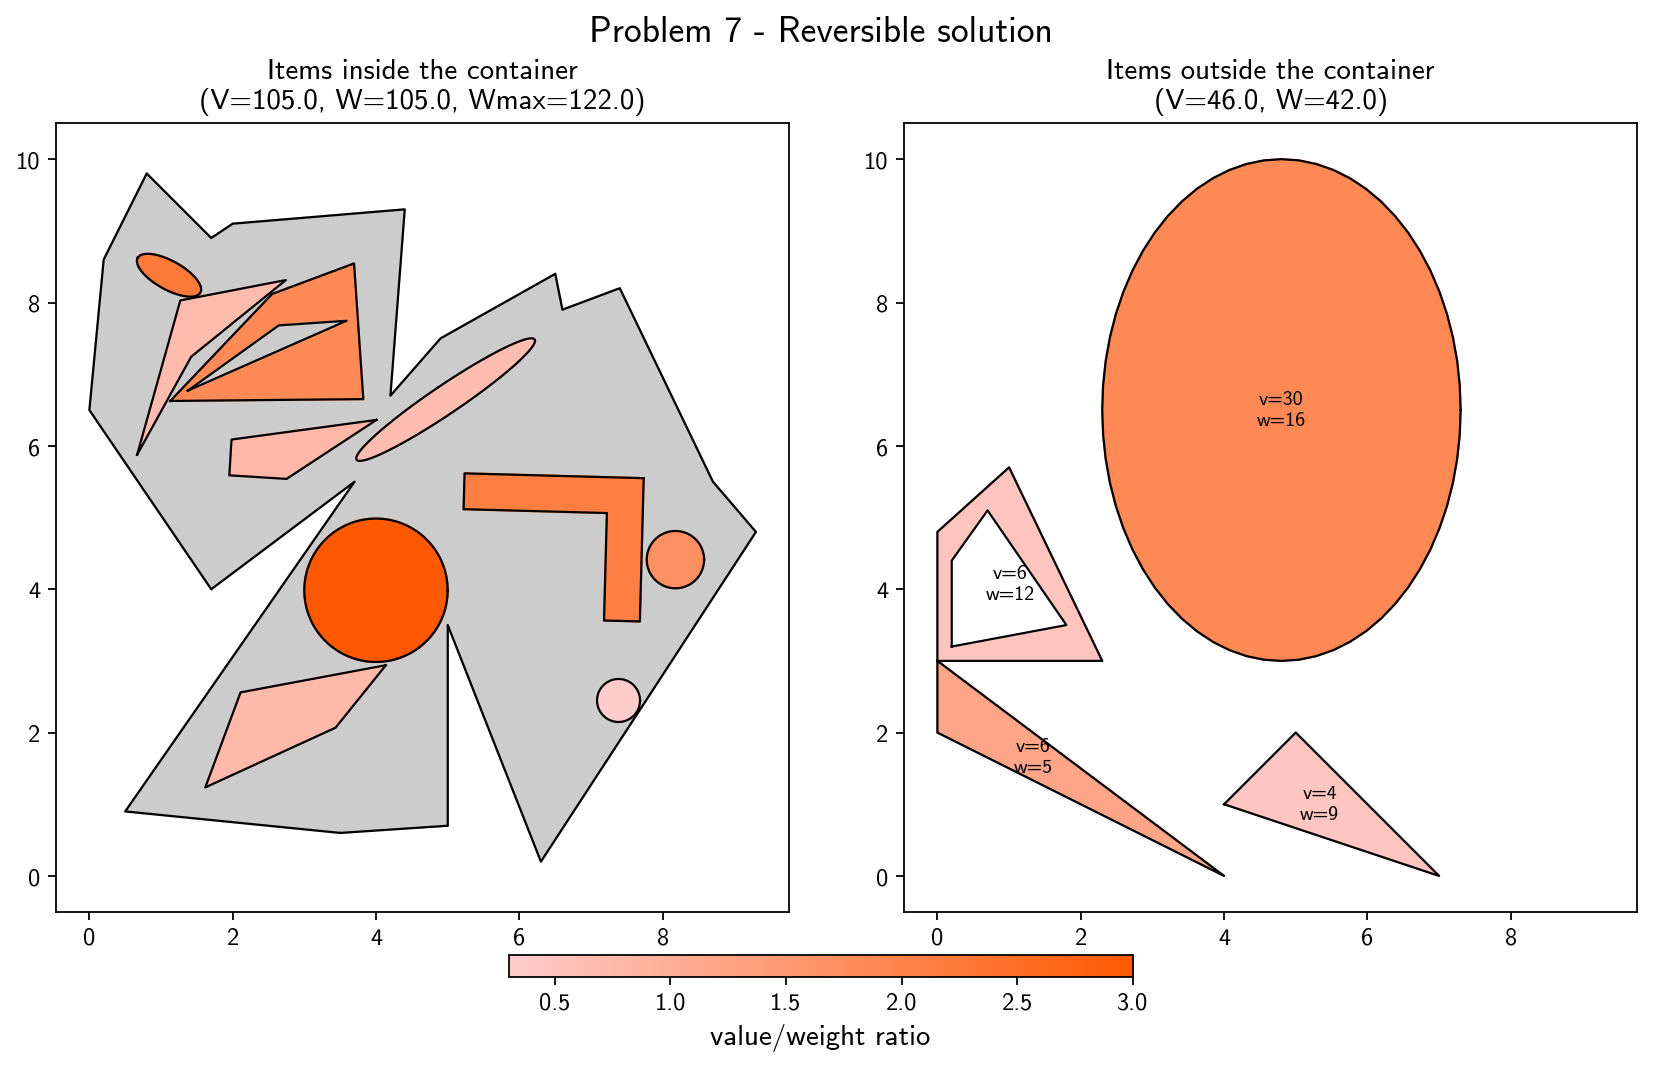 Problem 7 - Reversible solution
Items inside the container
(V=105.0, W=105.0, Wmax=122.0)
10
8
6
4
2
0
0 2 4 6 8
Items outside the container
(V=46.0, W=42.0)
10
8
6
4
2
0
v=30
w=16
v=6
w=12
v=6
w=5
v=4
w=9
0 2 4 6 8
0.5 1.0 1.5 2.0 2.5 3.0
value/weight ratio